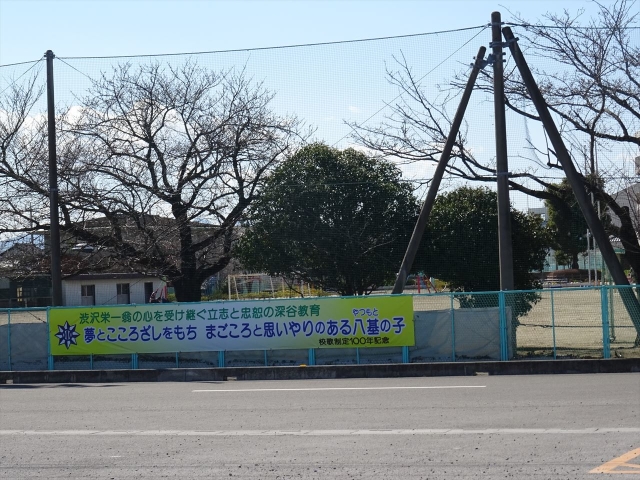 渋沢栄一翁の心を受け継ぐ立志と忠恕の深谷教育
やつもと
夢とこころざしをもち まごころと思いやりのある八基の子
校歌制定100年記念